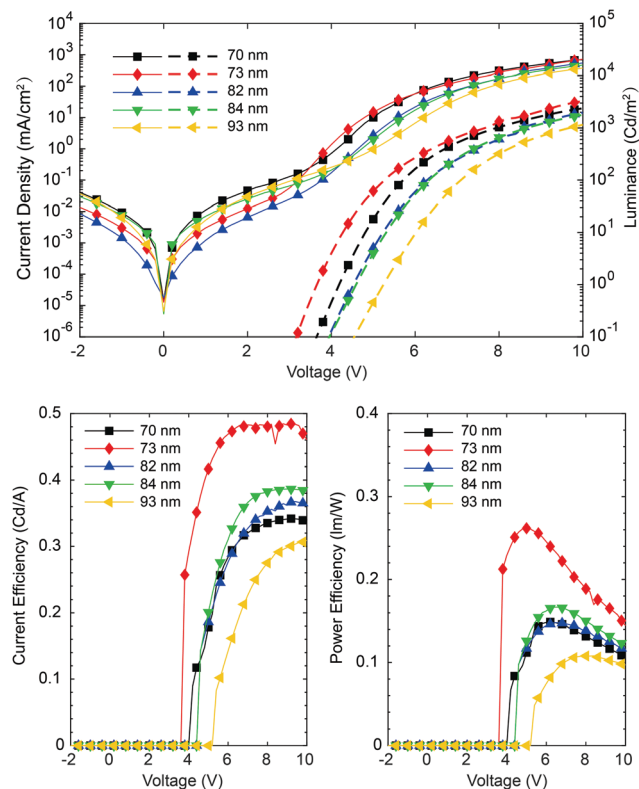 10⁴
10³
10²
10¹
10⁰
10⁻¹
10⁻²
10⁻³
10⁻⁴
10⁻⁵
10⁻⁶
Current Density (mA/cm²)
70 nm
73 nm
82 nm
84 nm
93 nm
10⁵
10⁴
10³
10²
10¹
10⁰
10⁻¹
Luminance (Cd/m²)
-2 0 2 4 6 8 10
Voltage (V)
0.5
0.4
0.3
0.2
0.1
0
Current Efficiency (Cd/A)
70 nm
73 nm
82 nm
84 nm
93 nm
-2 0 2 4 6 8 10
Voltage (V)
0.4
0.3
0.2
0.1
0
Power Efficiency (lm/W)
70 nm
73 nm
82 nm
84 nm
93 nm
-2 0 2 4 6 8 10
Voltage (V)